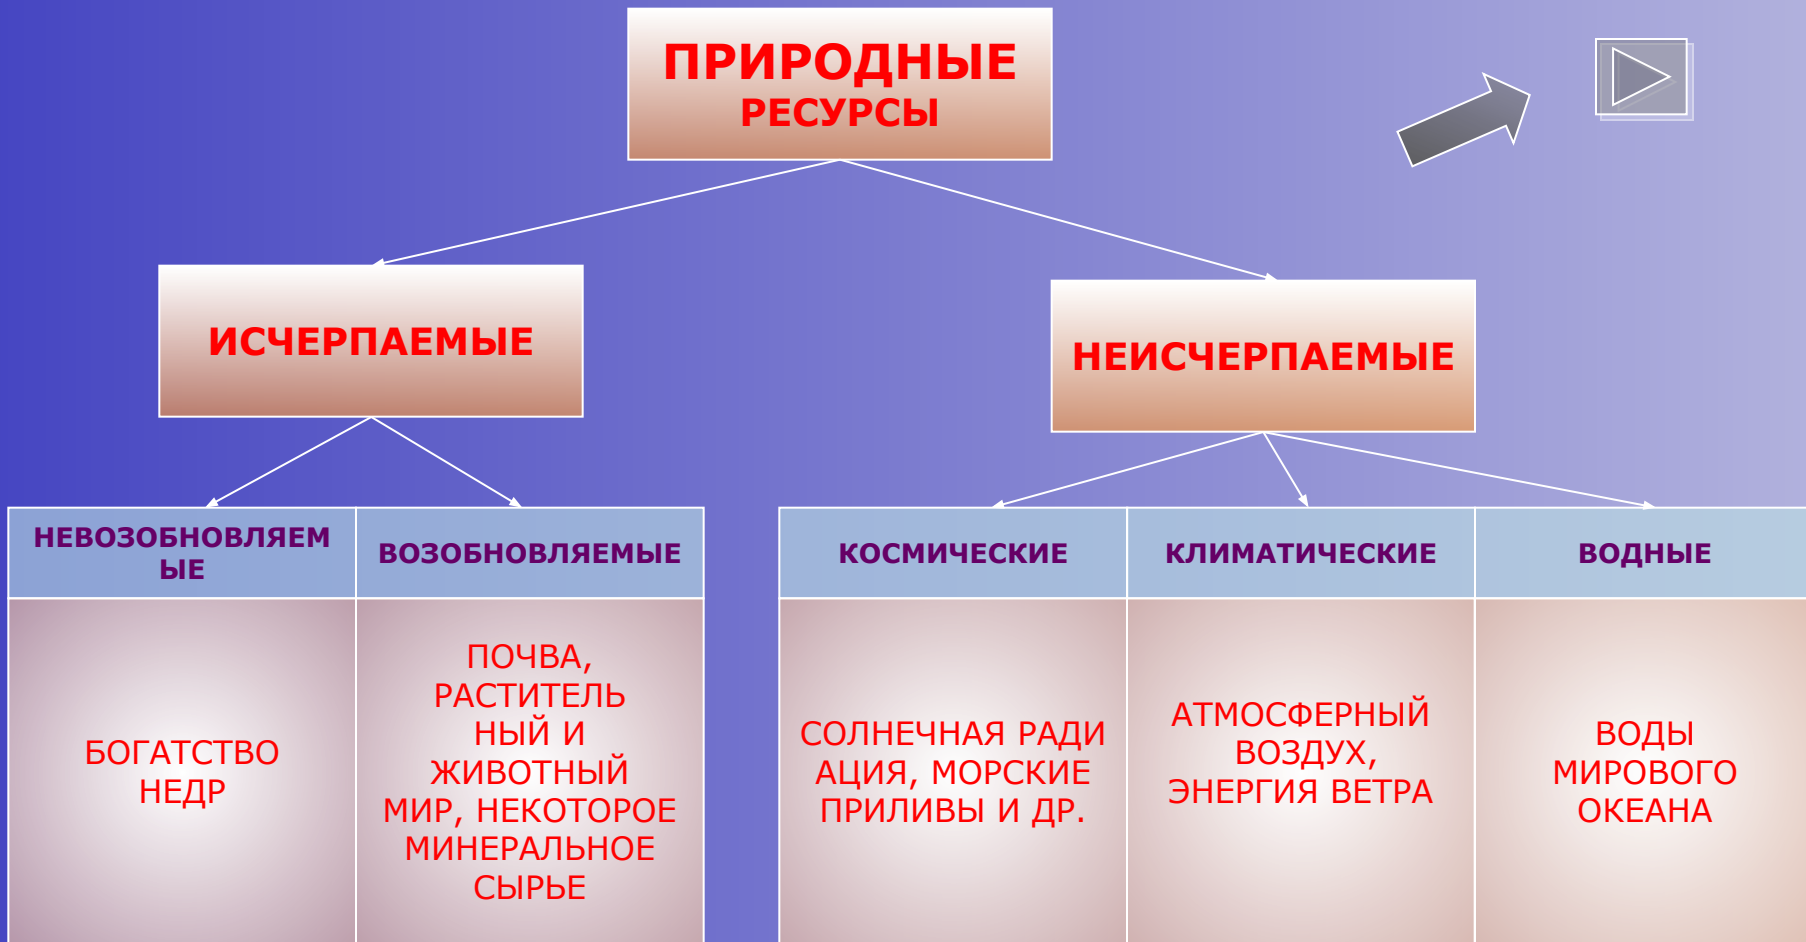 ПРИРОДНЫЕ
РЕСУРСЫ
ИСЧЕРПАЕМЫЕ
НЕИСЧЕРПАЕМЫЕ
НЕВОЗОБНОВЛЯЕМ
ЫЕ
ВОЗОБНОВЛЯЕМЫЕ
КОСМИЧЕСКИЕ
КЛИМАТИЧЕСКИЕ
ВОДНЫЕ
БОГАТСТВО
НЕДР
ПОЧВА,
РАСТИТЕЛЬ
НЫЙ И
ЖИВОТНЫЙ
МИР, НЕКОТОРОЕ
МИНЕРАЛЬНОЕ
СЫРЬЕ
СОЛНЕЧНАЯ РАДИ
АЦИЯ, МОРСКИЕ
ПРИЛИВЫ И ДР.
АТМОСФЕРНЫЙ
ВОЗДУХ,
ЭНЕРГИЯ ВЕТРА
ВОДЫ
МИРОВОГО
ОКЕАНА